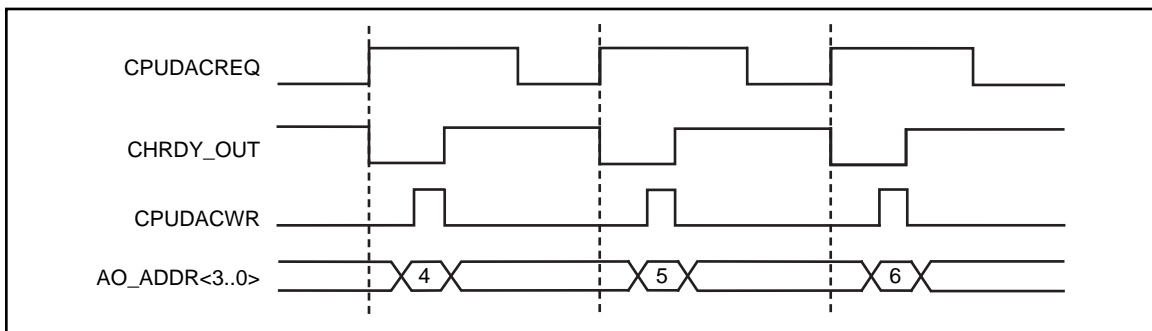 CPUDACREQ
CHRDY_OUT
CPUDACWR
AO_ADDR<3..0>
4
5
6